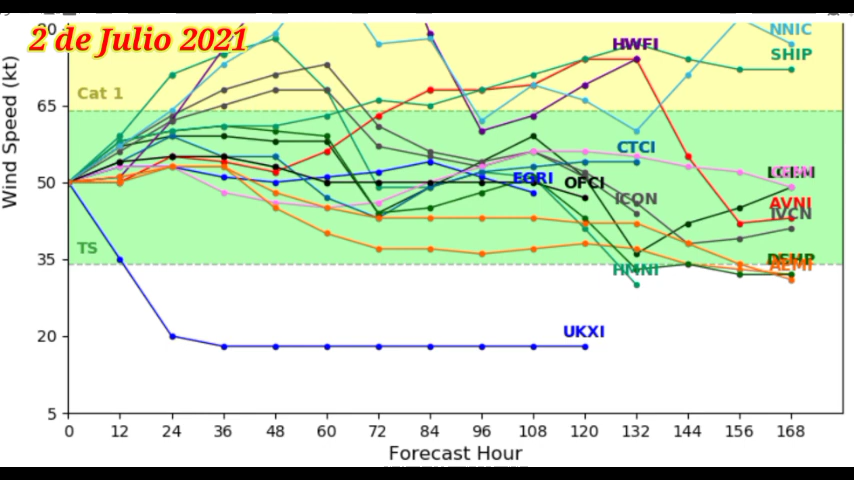 2 de Julio 2021
80
65
50
35
20
5
Wind Speed (kt)
Cat 1
TS
HWFI
NNIC
SHIP
CTCI
EGRI
OFCI
ICON
AVNI
IVCN
HMNI
DSHP
AEMI
UKXI
0 12 24 36 48 60 72 84 96 108 120 132 144 156 168
Forecast Hour